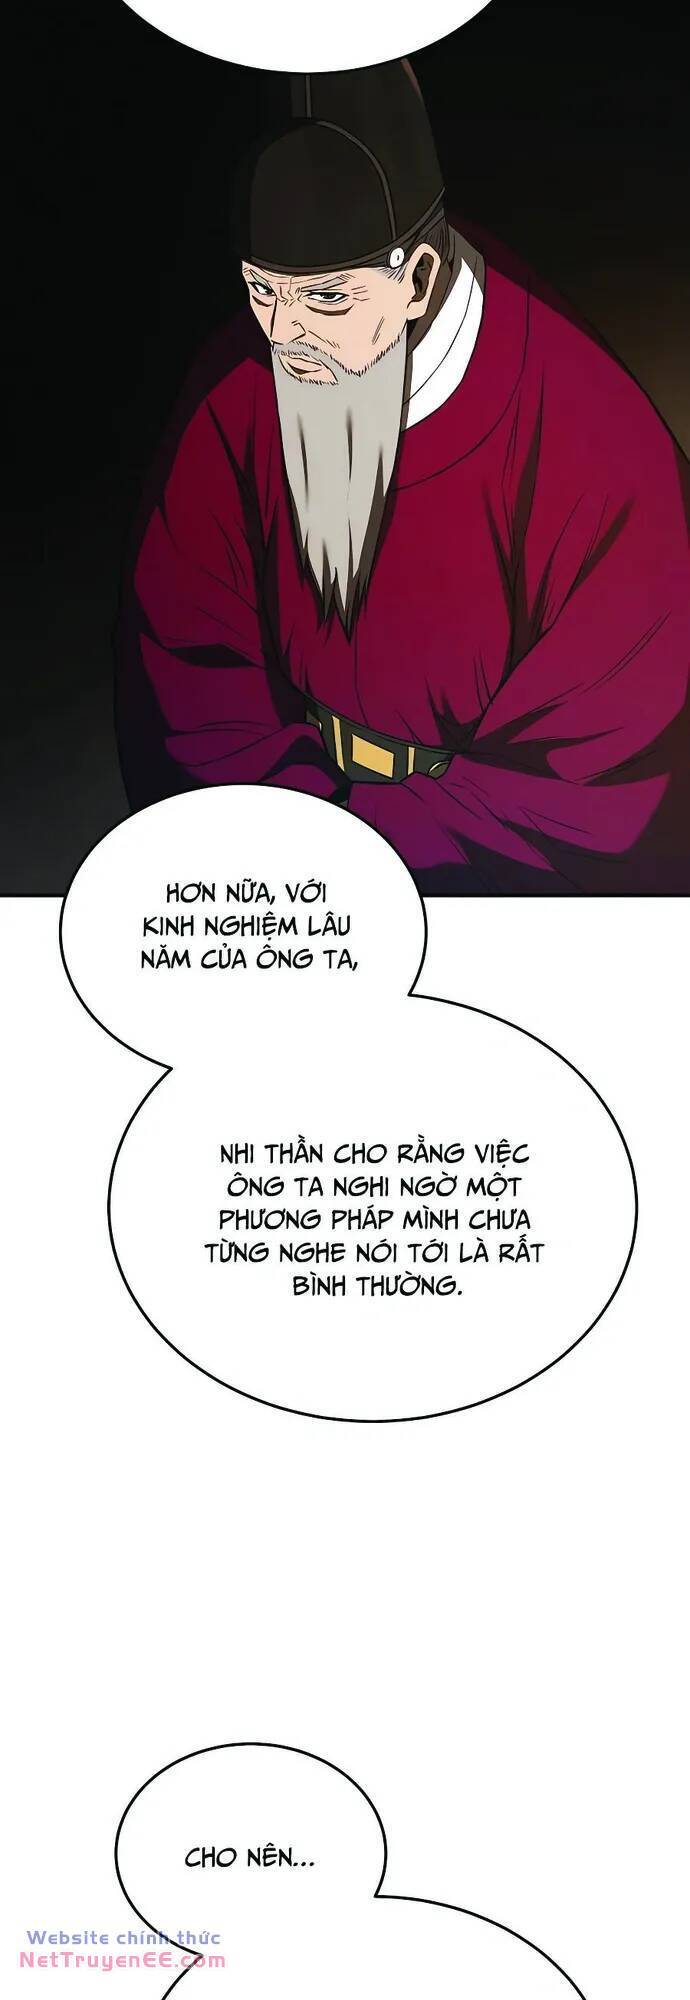 HƠN NỮA, VỚI
KINH NGHIỆM LÂU
NĂM CỦA ÔNG TA,
NHI THẦN CHO RẰNG VIỆC
ÔNG TA NGHI NGỜ MỘT
PHƯƠNG PHÁP MÌNH CHƯA
TỪNG NGHE NÓI TỚI LÀ RẤT
BÌNH THƯỜNG.
CHO NÊN...
Website chính thức
NetTruyenEE.com